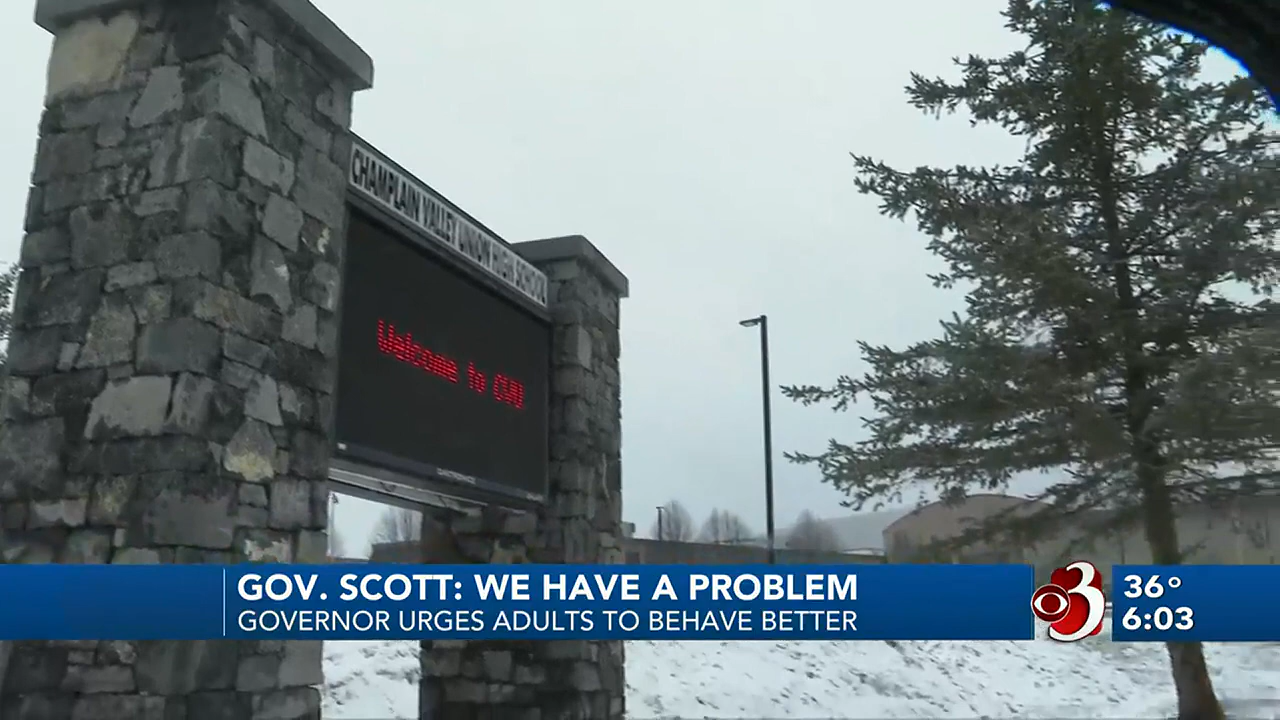 CHAMPLAIN VALLEY UNION HIGH SCHOOL
Welcome to CVU
GOV. SCOTT: WE HAVE A PROBLEM
GOVERNOR URGES ADULTS TO BEHAVE BETTER
3
36°
6:03